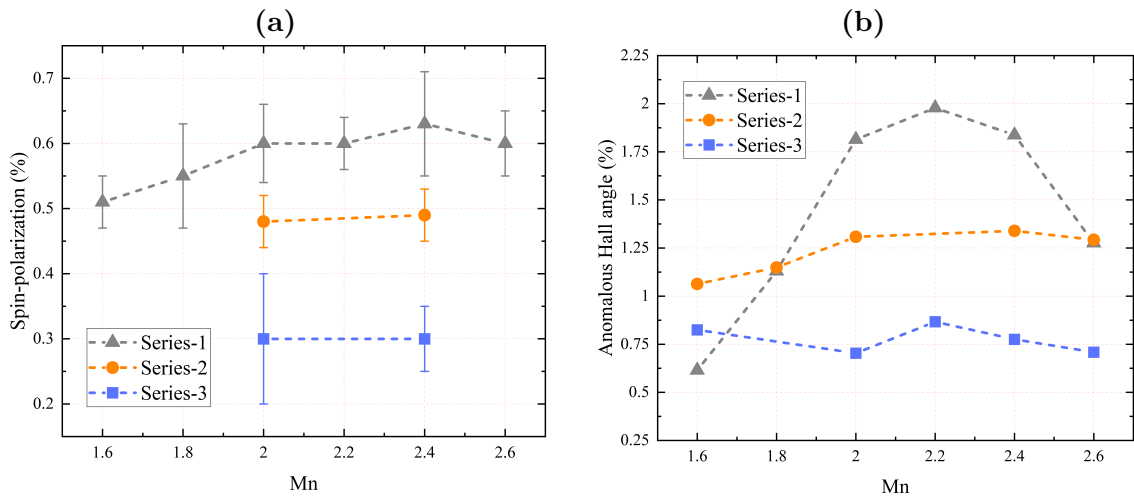 (a)
0.7
0.6
0.5
0.4
0.3
0.2
Spin-polarization (%)
Series-1
Series-2
Series-3
1.6 1.8 2 2.2 2.4 2.6
Mn
(b)
2.25
2
1.75
1.5
1.25
1
0.75
0.5
0.25
Anomalous Hall angle (%)
Series-1
Series-2
Series-3
1.6 1.8 2 2.2 2.4 2.6
Mn